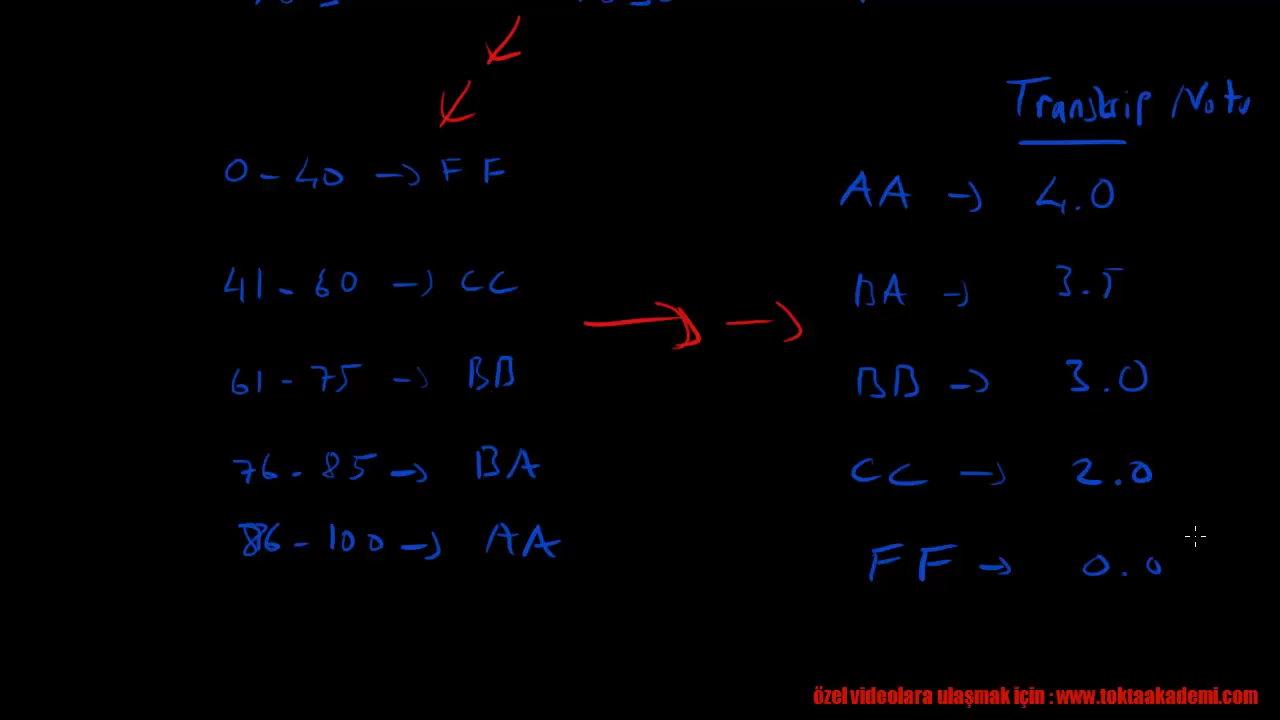 Transkrip Notu
0 - 40 → FF
41 - 60 → CC
61 - 75 → BB
76 - 85 → BA
86 - 100 → AA
AA → 4.0
BA → 3.5
BB → 3.0
CC → 2.0
FF → 0.0
özel videolara ulaşmak için : www.toktaakademi.com